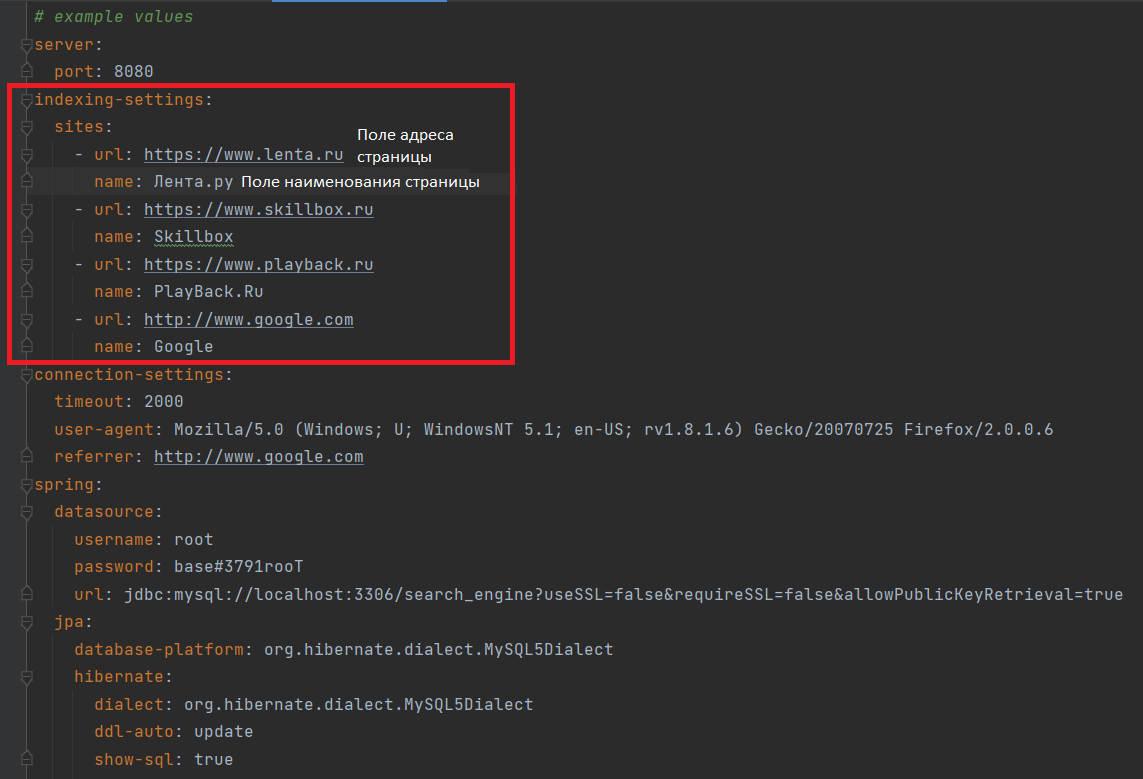 # example values
server:
  port: 8080
indexing-settings:
  sites:
Поле адреса
    - url: https://www.lenta.ru страницы
      name: Лента.ру Поле наименования страницы
    - url: https://www.skillbox.ru
      name: Skillbox
    - url: https://www.playback.ru
      name: PlayBack.Ru
    - url: http://www.google.com
      name: Google
connection-settings:
  timeout: 2000
  user-agent: Mozilla/5.0 (Windows; U; WindowsNT 5.1; en-US; rv1.8.1.6) Gecko/20070725 Firefox/2.0.0.6
  referrer: http://www.google.com
spring:
  datasource:
    username: root
    password: base#3791rooT
    url: jdbc:mysql://localhost:3306/search_engine?useSSL=false&requireSSL=false&allowPublicKeyRetrieval=true
  jpa:
    database-platform: org.hibernate.dialect.MySQL5Dialect
    hibernate:
      dialect: org.hibernate.dialect.MySQL5Dialect
      ddl-auto: update
      show-sql: true